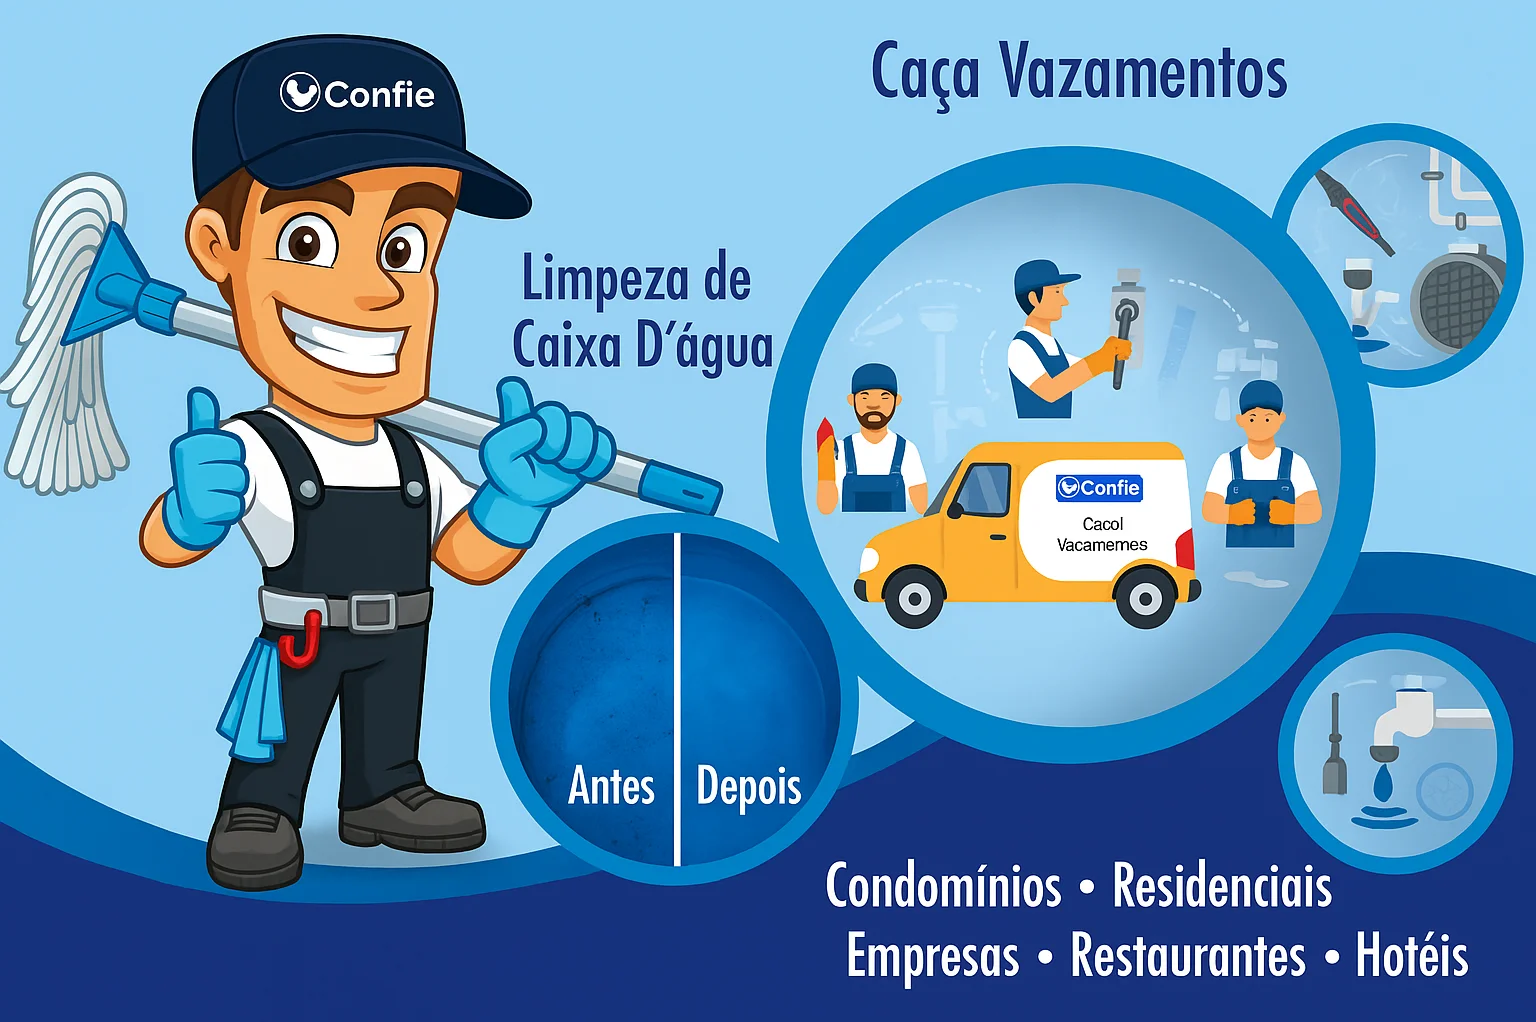 Confie
Caça Vazamentos
Limpeza de
Caixa D'água
Confie
Cacol
Vacamemes
Antes
Depois
Condomínios • Residenciais
Empresas • Restaurantes • Hotéis